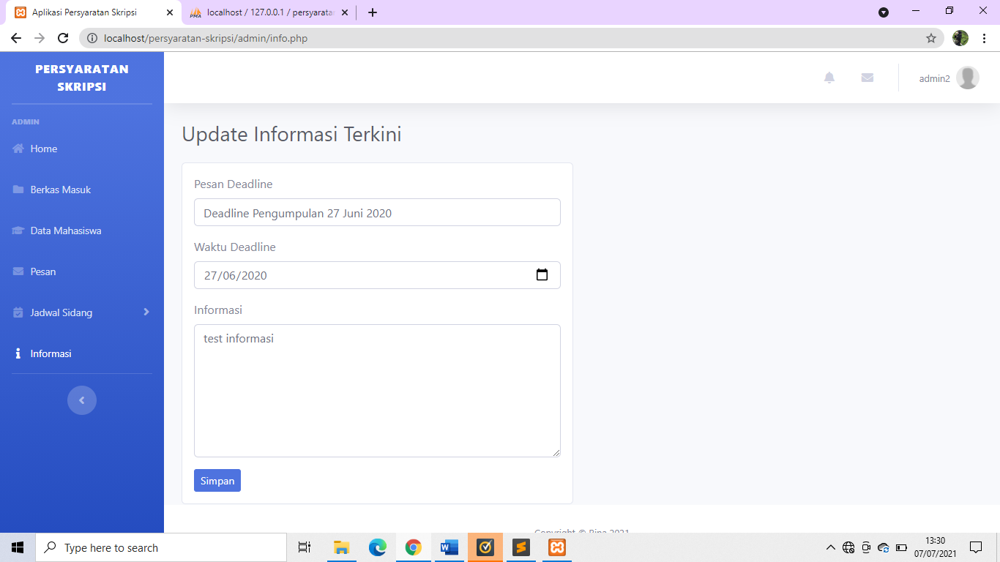 Aplikasi Persyaratan Skripsi
localhost / 127.0.0.1 / persyaratan
localhost/persyaratan-skripsi/admin/info.php
PERSYARATAN
SKRIPSI
admin2
ADMIN
Home
Berkas Masuk
Data Mahasiswa
Pesan
Jadwal Sidang
Informasi
Update Informasi Terkini
Pesan Deadline
Deadline Pengumpulan 27 Juni 2020
Waktu Deadline
27/06/2020
Informasi
test informasi
Simpan
Copyright © Bina 2021
Type here to search
13:30
07/07/2021